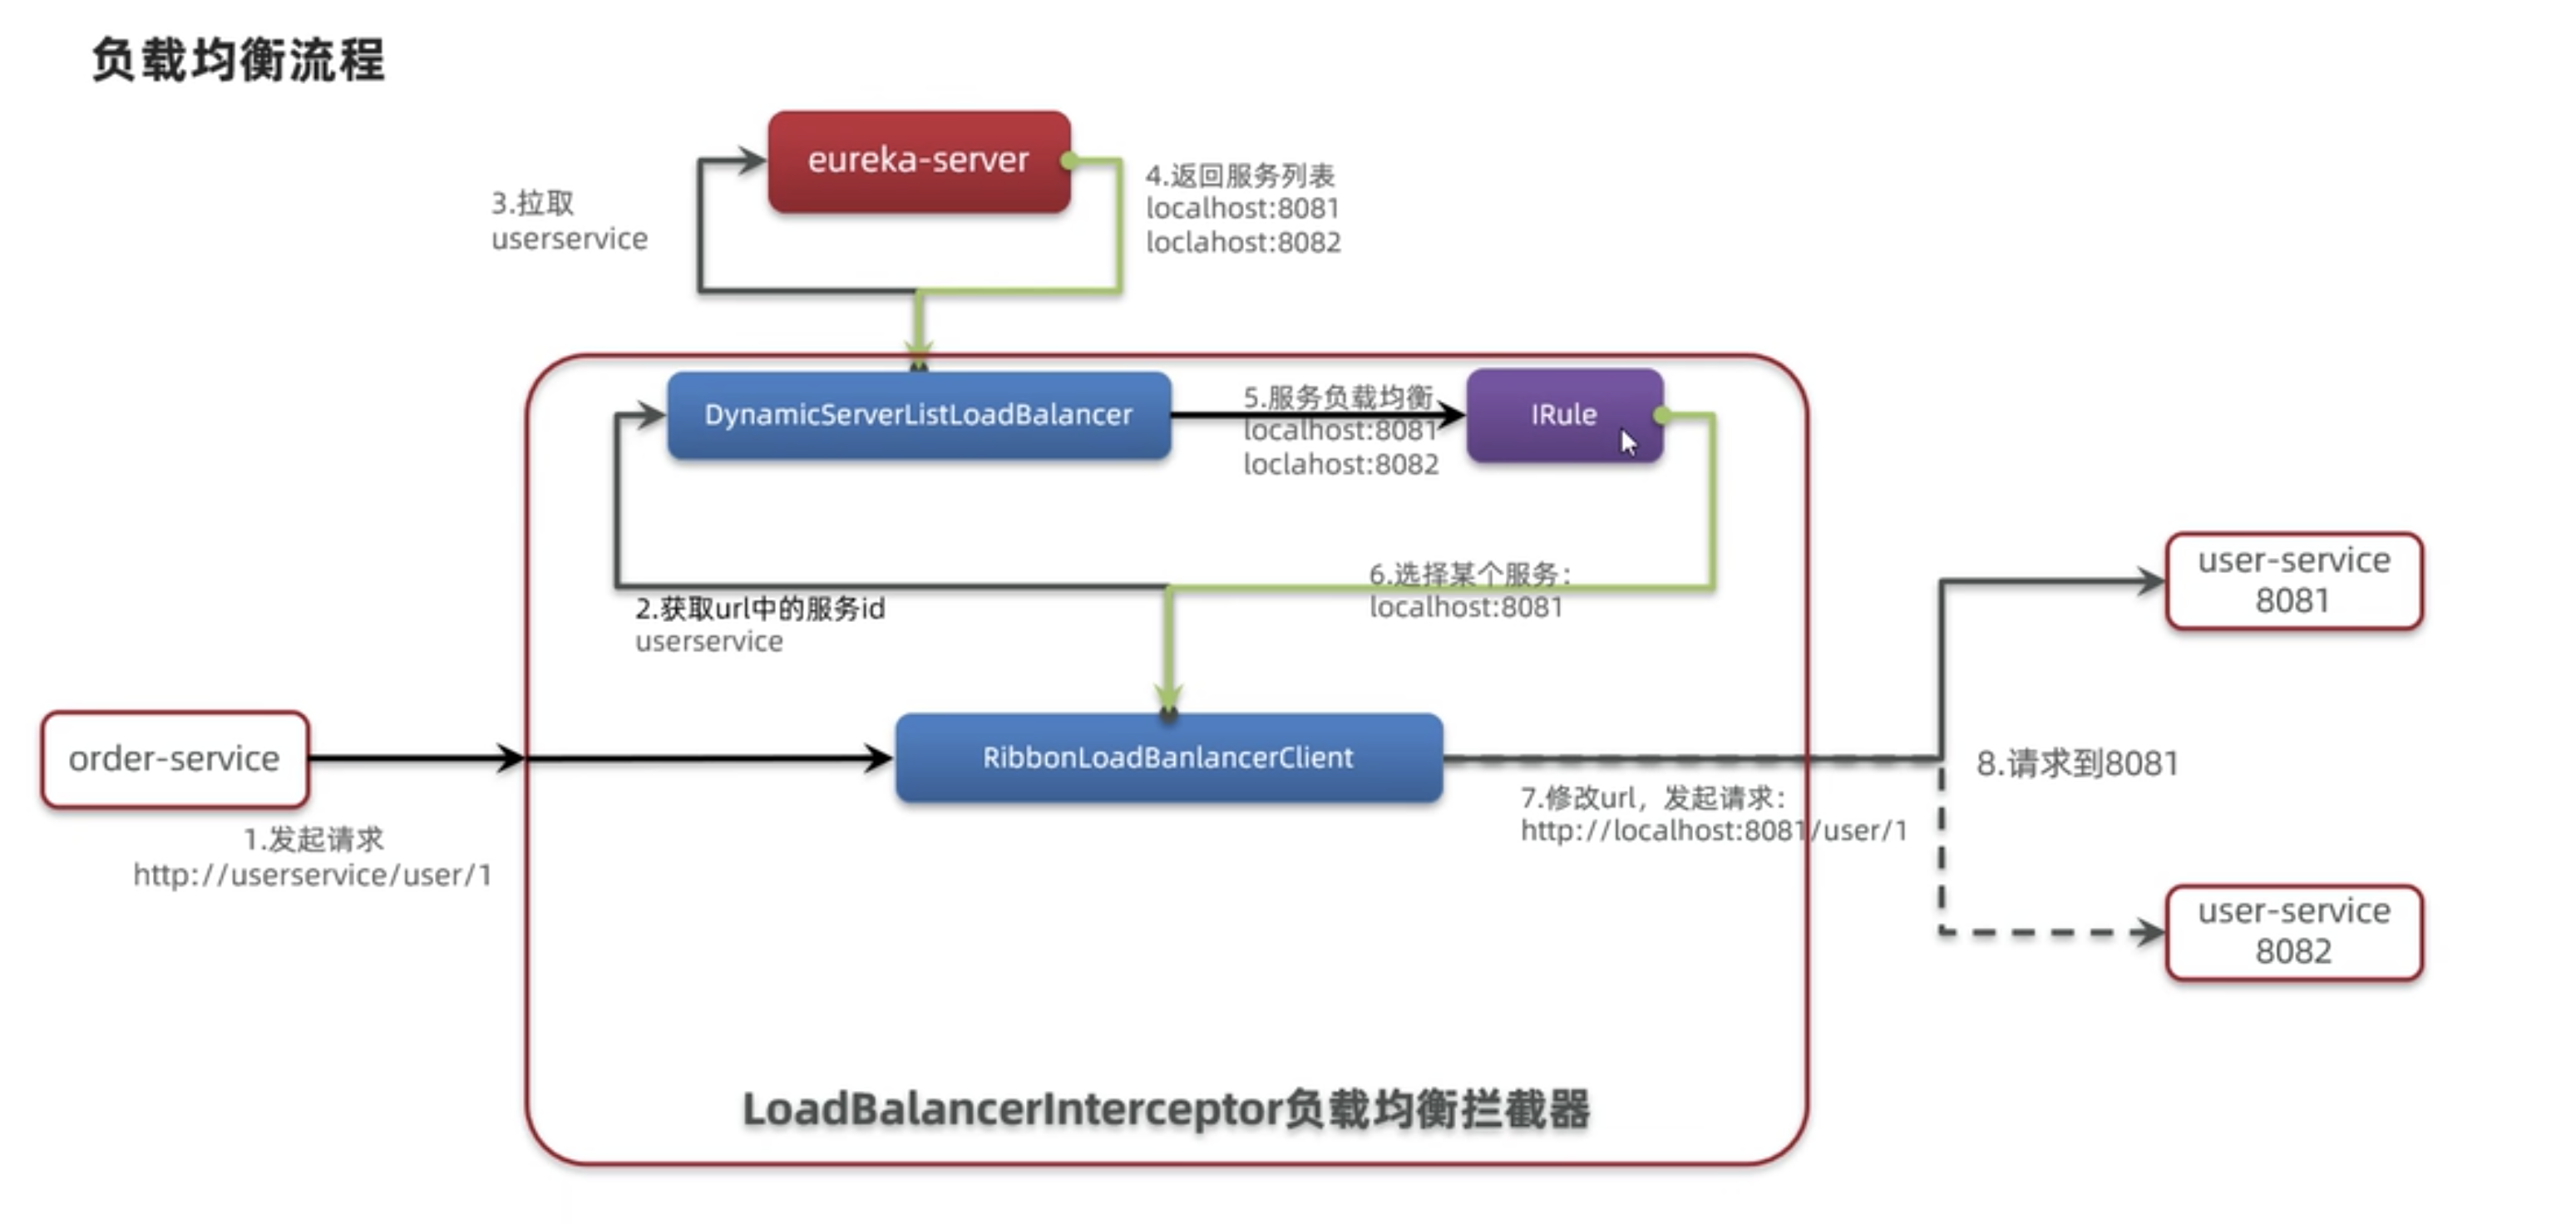 负载均衡流程
eureka-server
3.拉取
userservice
4.返回服务列表
localhost:8081
loclahost:8082
DynamicServerListLoadBalancer
5.服务负载均衡
localhost:8081
loclahost:8082
IRule
2.获取url中的服务id
userservice
6.选择某个服务：
localhost:8081
order-service
1.发起请求
http://userservice/user/1
RibbonLoadBanlancerClient
7.修改url，发起请求：
http://localhost:8081/user/1
8.请求到8081
user-service
8081
user-service
8082
LoadBalancerInterceptor负载均衡拦截器